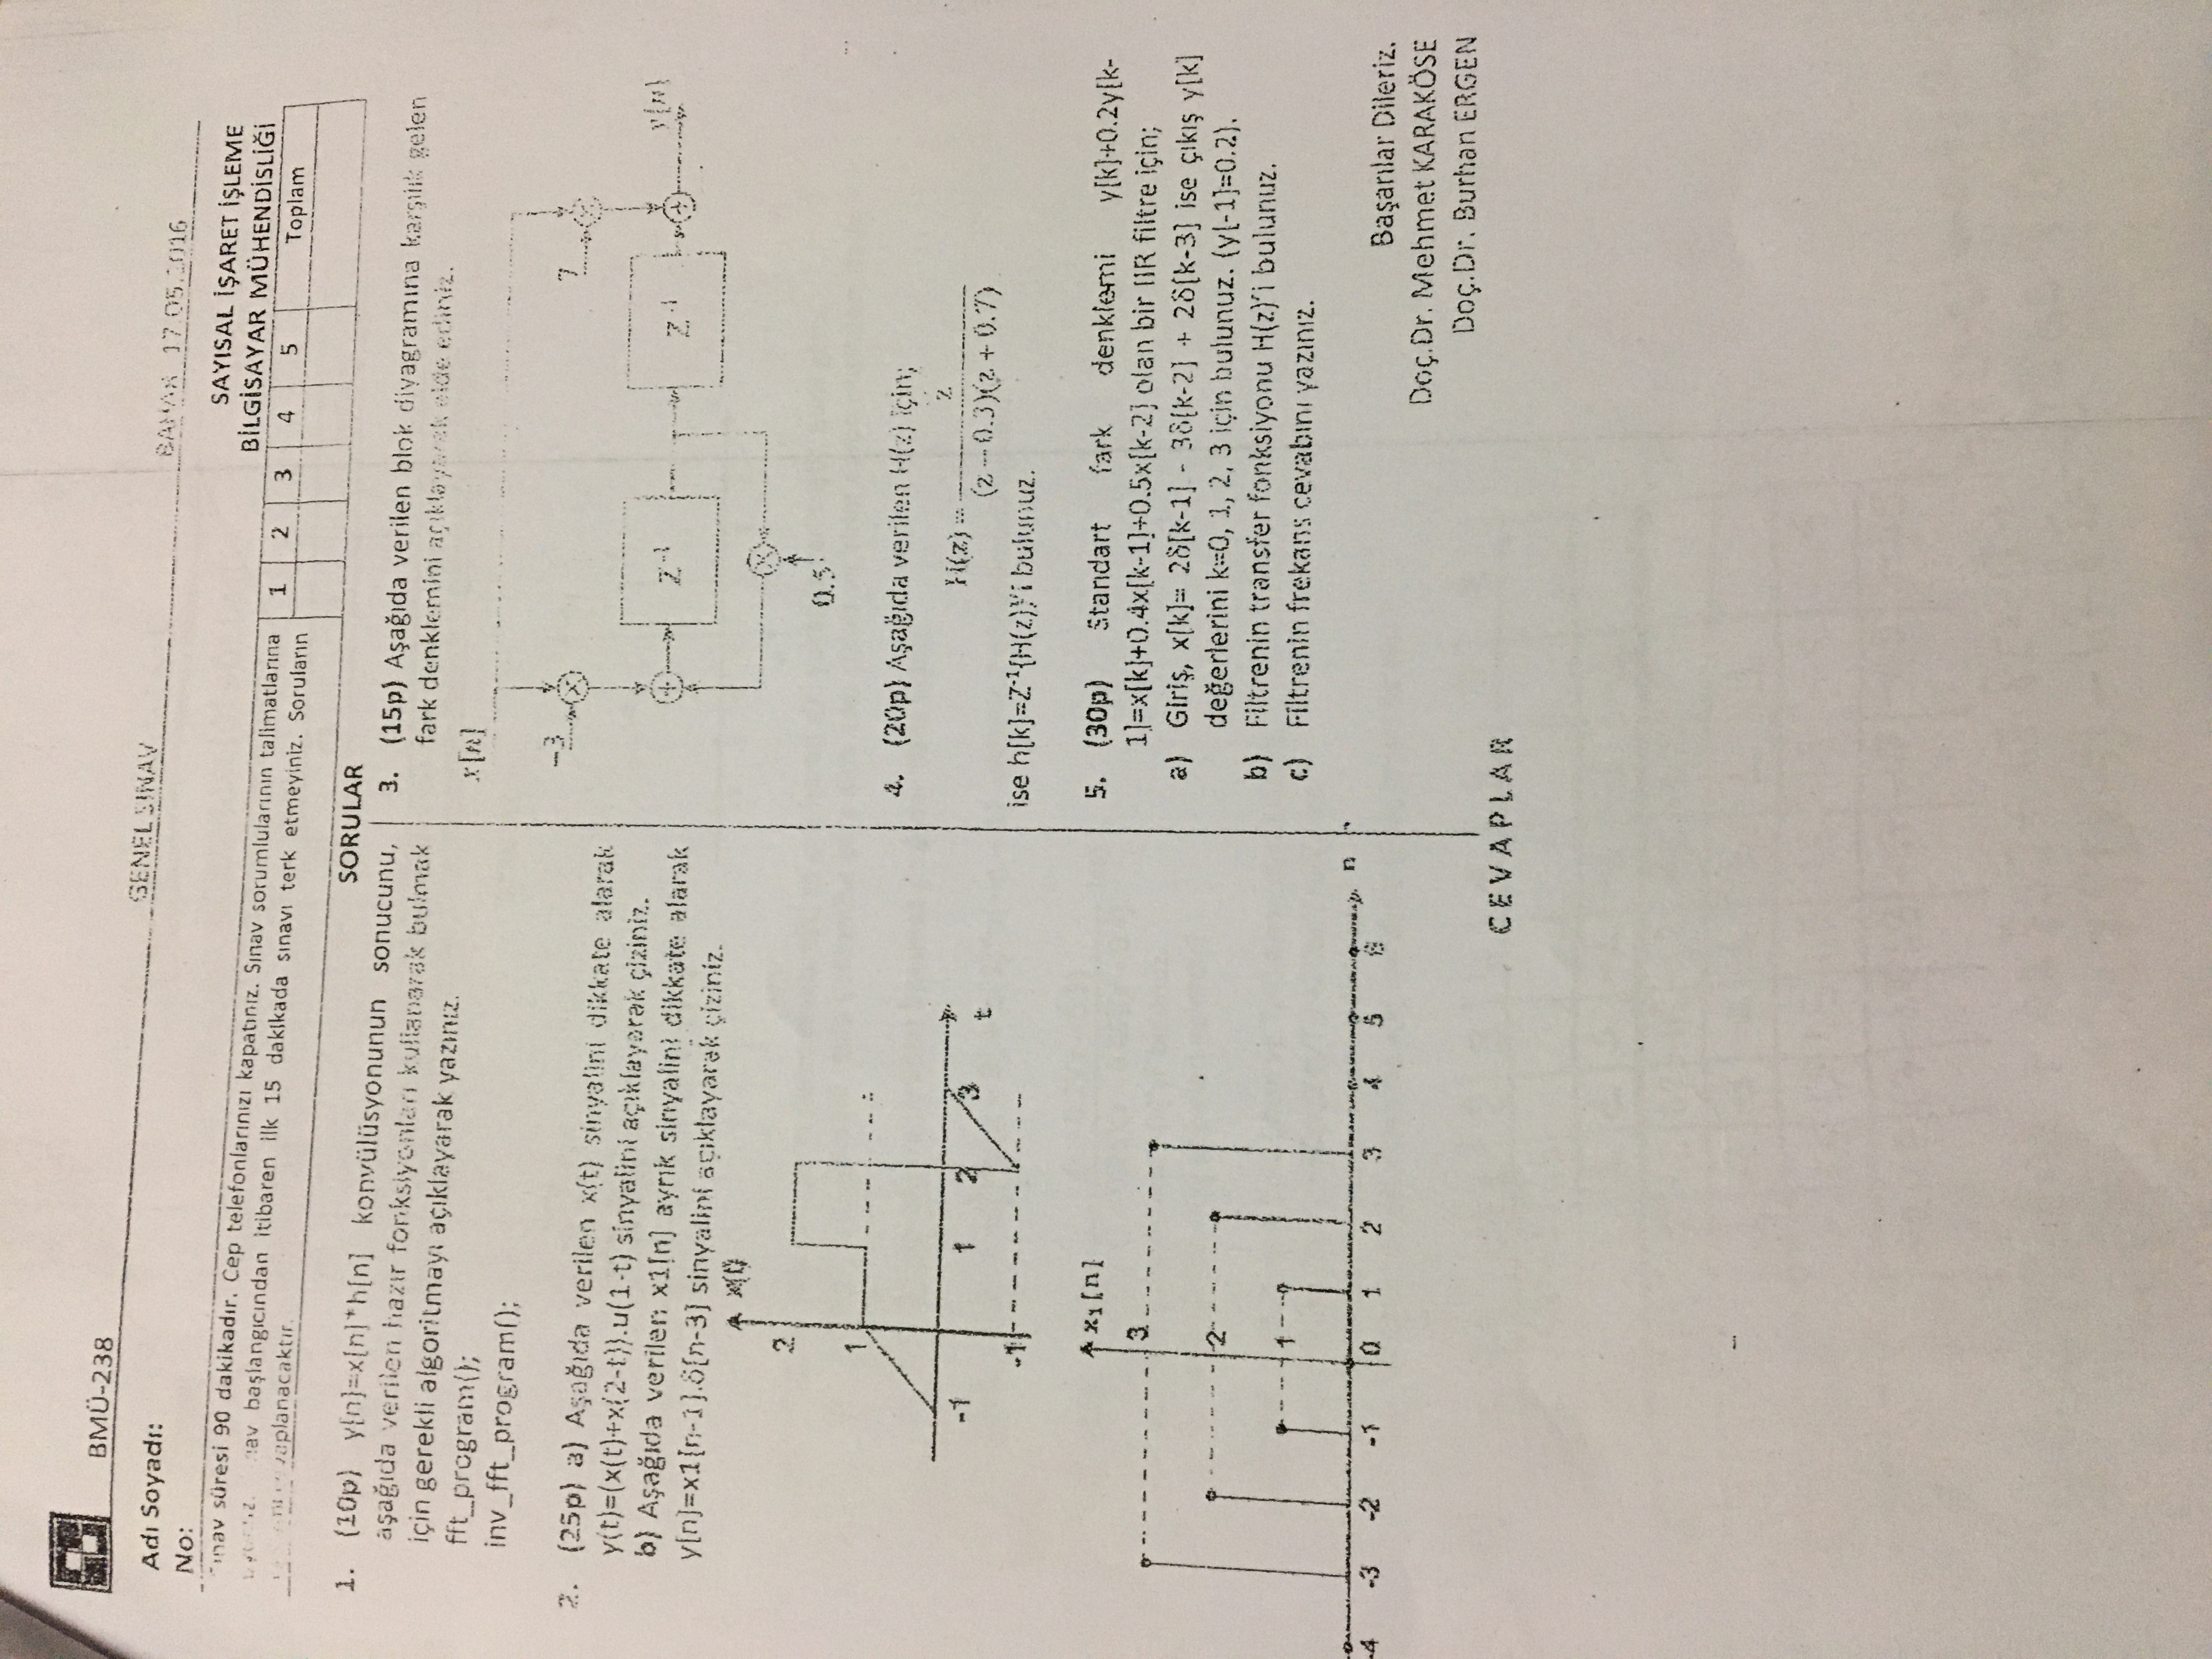 BMÜ-238
GENEL SINAV
BAHAR 17.05.2016
Adı Soyadı:
No:
SAYISAL İŞARET İŞLEME
BİLGİSAYAR MÜHENDİSLİĞİ
süresi 90 dakikadır. Cep telefonlarınızı kapatınız. Sınav sorumlularının talimatlarına
başlangıcından itibaren ilk 15 dakikada sınavı terk etmeyiniz. Soruların
1 2 3 4 5 Toplam
SORULAR
1. (10p) y[n]=x[n]*h[n] konvülüsyonunun sonucunu,
aşağıda verilen hazır fonksiyonları kullanarak bulmak
için gerekli algoritmayı açıklayarak yazınız.
fft_program();
inv_fft_program();
2. (25p) a) Aşağıda verilen x(t) sinyalini dikkate alarak
y(t)=(x(t)+x(2-t)).u(1-t) sinyalini açıklayarak çiziniz.
b) Aşağıda verilen x1[n] ayrık sinyalini dikkate alarak
y[n]=x1[n-1].δ[n-3] sinyalini açıklayarak çiziniz.
x(t)
2
1
-1 1 2 3
t
-1
x₁[n]
3
2
1
-4 -3 -2 -1 0 1 2 3 4 5 6 n
3. (15p) Aşağıda verilen blok diyagramına karşılık gelen
fark denklemini açıklayarak elde ediniz.
x[n]
-3 7
Z⁻¹ Z⁻¹ y[n]
0.5
4. (20p) Aşağıda verilen H(z) için;
H(z) = z / (z − 0.3)(z + 0.7)
ise h[k]=Z⁻¹{H(z)}'i bulunuz.
5. (30p) Standart fark denklemi y[k]+0.2y[k-
1]=x[k]+0.4x[k-1]+0.5x[k-2] olan bir IIR filtre için;
a) Giriş, x[k]= 2δ[k-1] - 3δ[k-2] + 2δ[k-3] ise çıkış y[k]
değerlerini k=0, 1, 2, 3 için bulunuz. (y[-1]=0.2).
b) Filtrenin transfer fonksiyonu H(z)'i bulunuz.
c) Filtrenin frekans cevabını yazınız.
Başarılar Dileriz.
Doç.Dr. Mehmet KARAKÖSE
Doç.Dr. Burhan ERGEN
CEVAPLAR